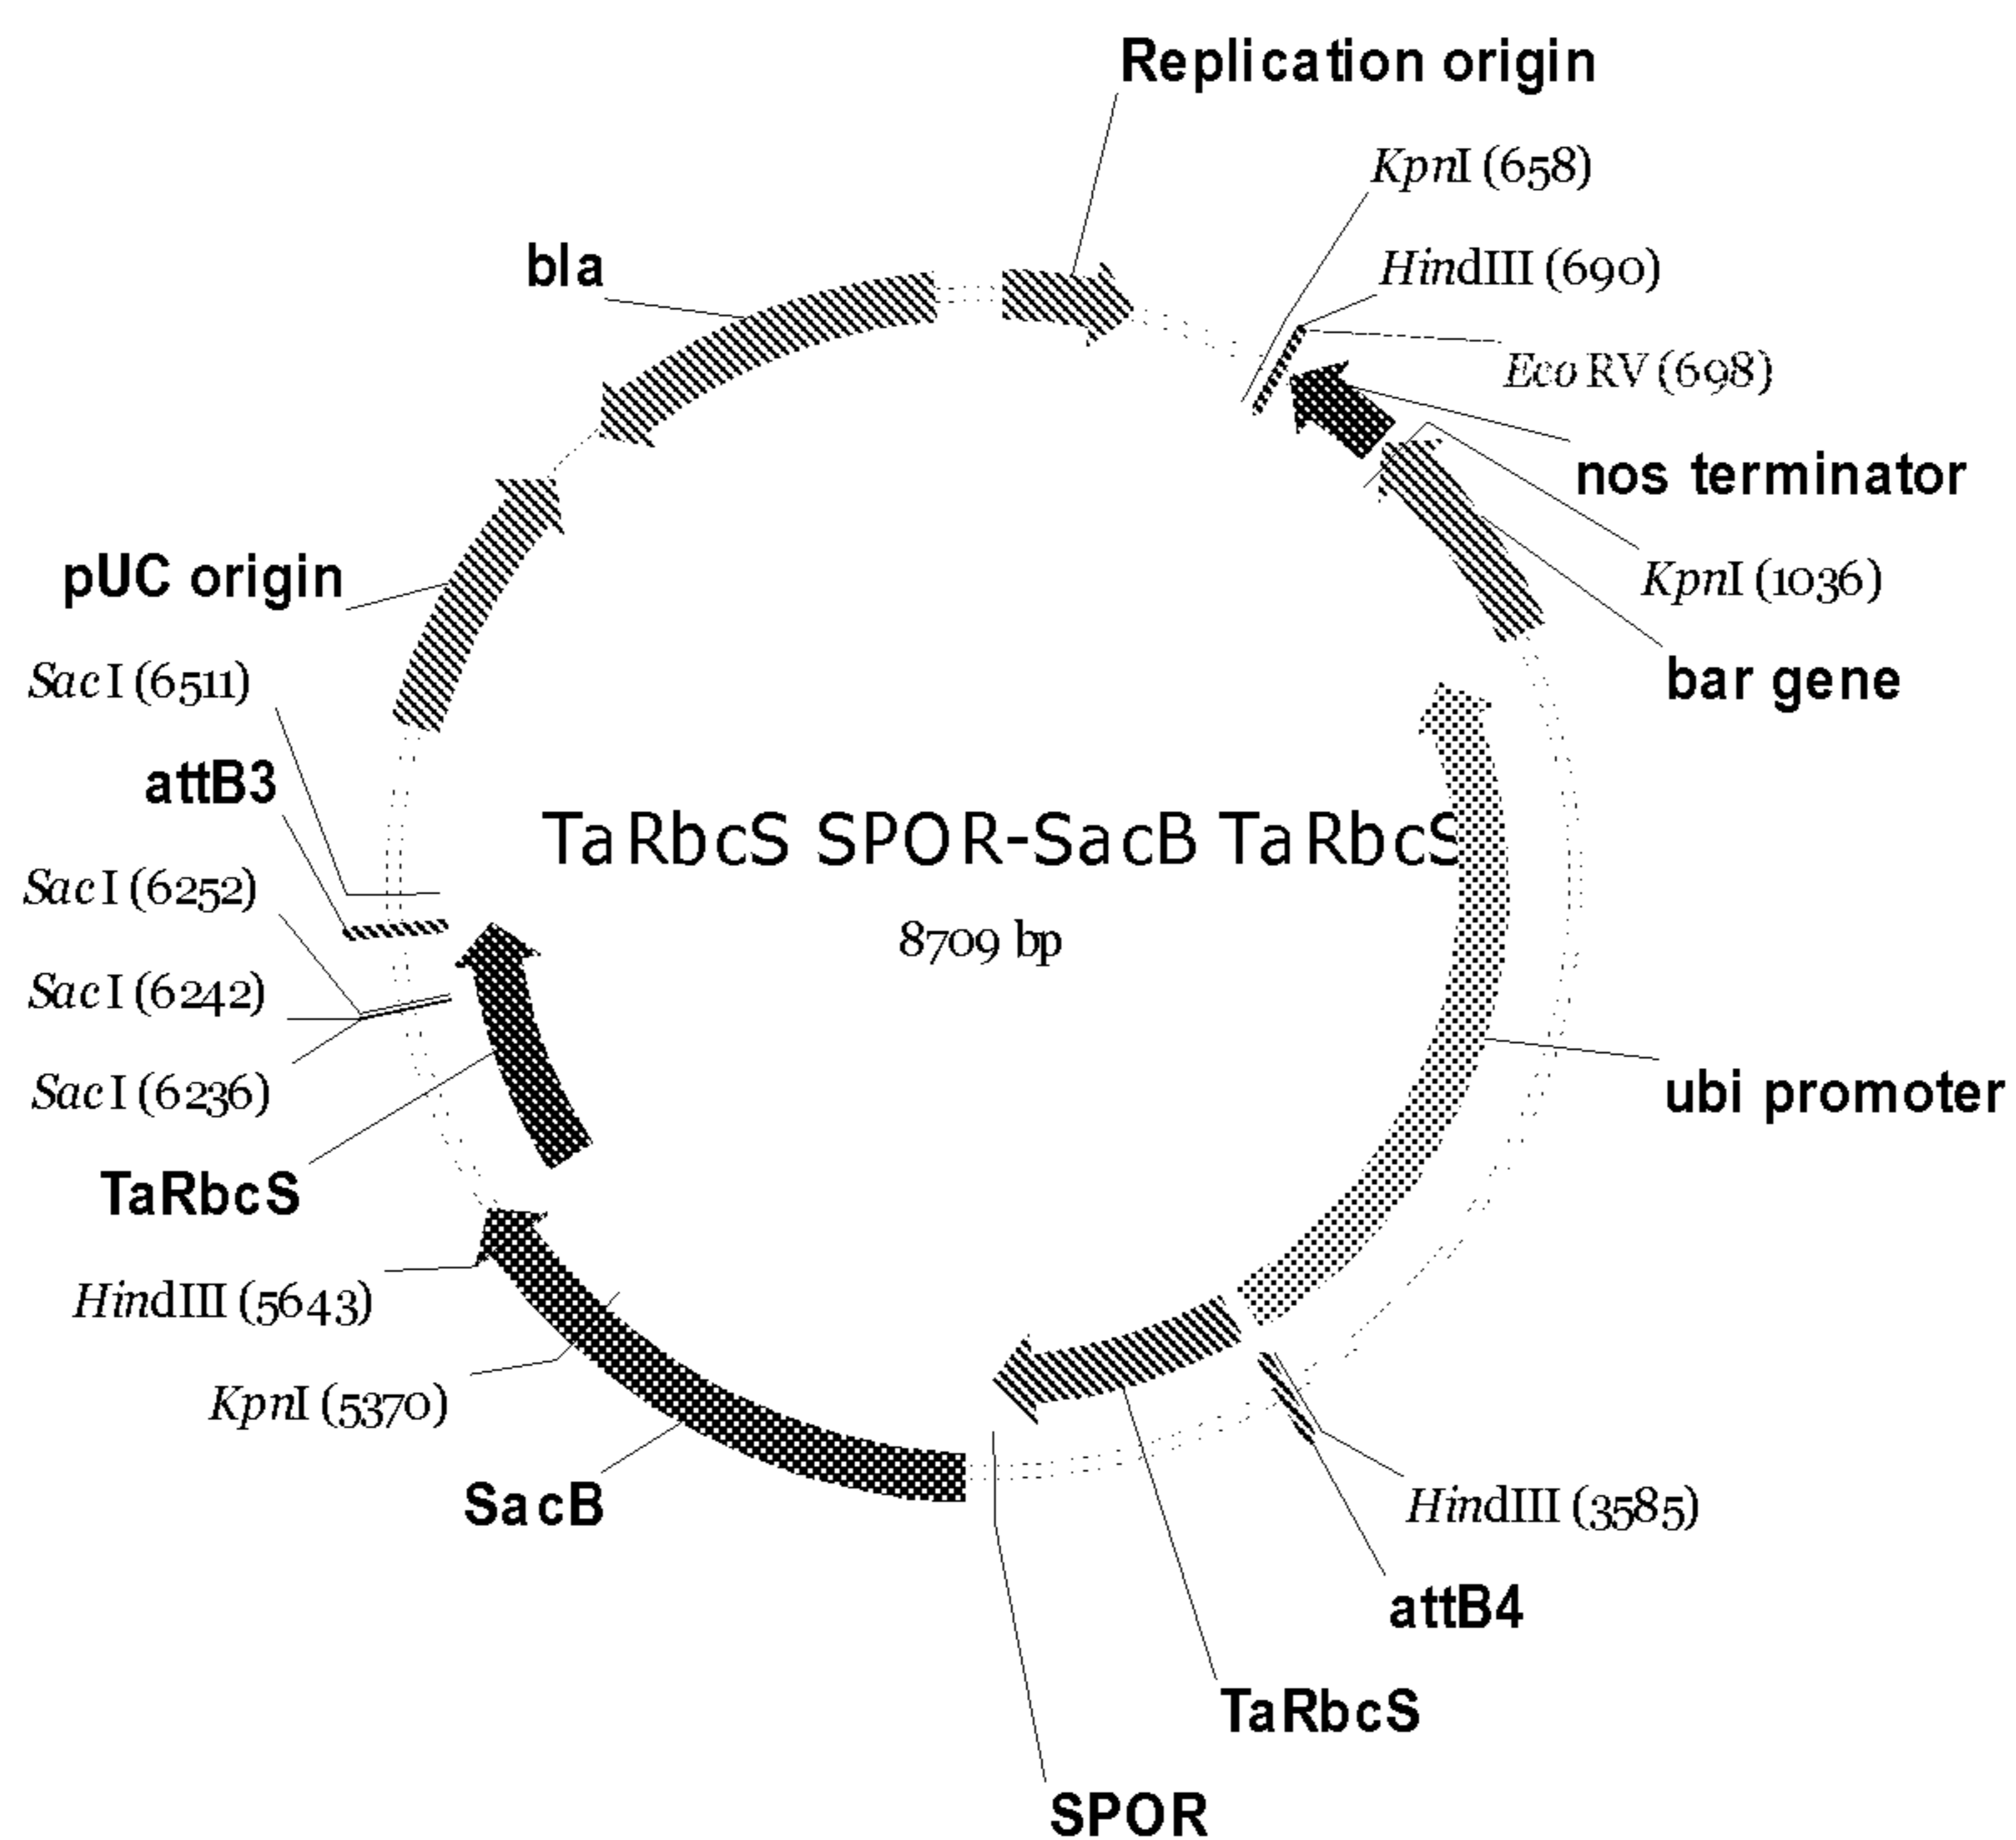 Replication origin
KpnI (658)
bla
HindIII (690)
EcoRV (698)
nos terminator
pUC origin
KpnI (1036)
SacI (6511)
bar gene
attB3
TaRbcS SPOR-SacB TaRbcS
SacI (6252)
8709 bp
SacI (6242)
SacI (6236)
ubi promoter
TaRbcS
HindIII (5643)
KpnI (5370)
SacB
HindIII (3585)
attB4
TaRbcS
SPOR